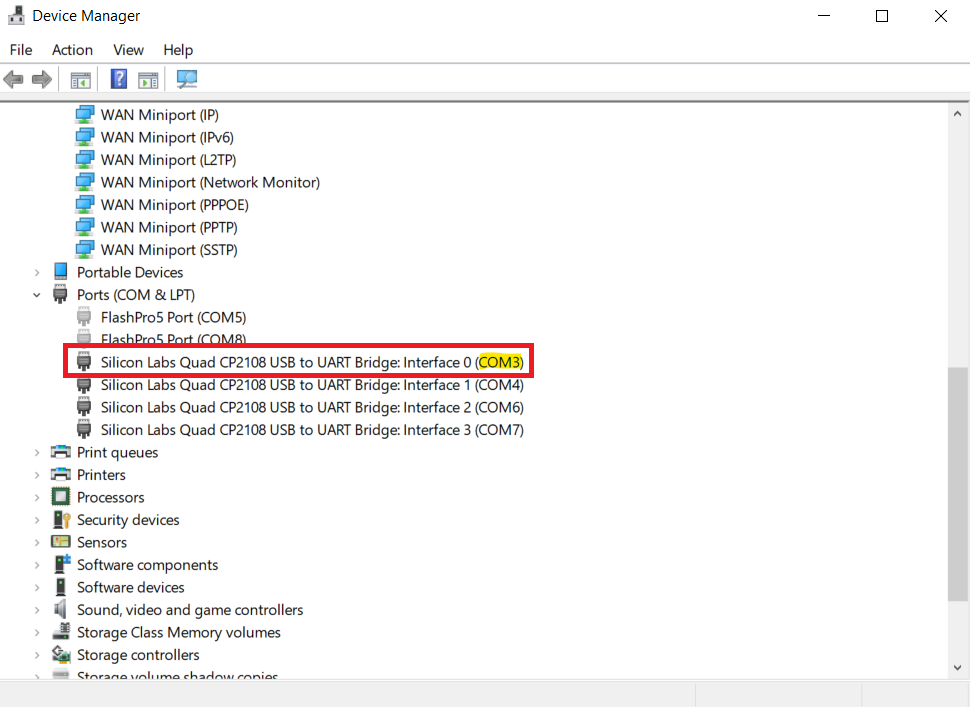 Device Manager
File Action View Help
WAN Miniport (IP)
WAN Miniport (IPv6)
WAN Miniport (L2TP)
WAN Miniport (Network Monitor)
WAN Miniport (PPPOE)
WAN Miniport (PPTP)
WAN Miniport (SSTP)
Portable Devices
Ports (COM & LPT)
FlashPro5 Port (COM5)
FlashPro5 Port (COM8)
Silicon Labs Quad CP2108 USB to UART Bridge: Interface 0 (COM3)
Silicon Labs Quad CP2108 USB to UART Bridge: Interface 1 (COM4)
Silicon Labs Quad CP2108 USB to UART Bridge: Interface 2 (COM6)
Silicon Labs Quad CP2108 USB to UART Bridge: Interface 3 (COM7)
Print queues
Printers
Processors
Security devices
Sensors
Software components
Software devices
Sound, video and game controllers
Storage Class Memory volumes
Storage controllers
Storage volume shadow copies